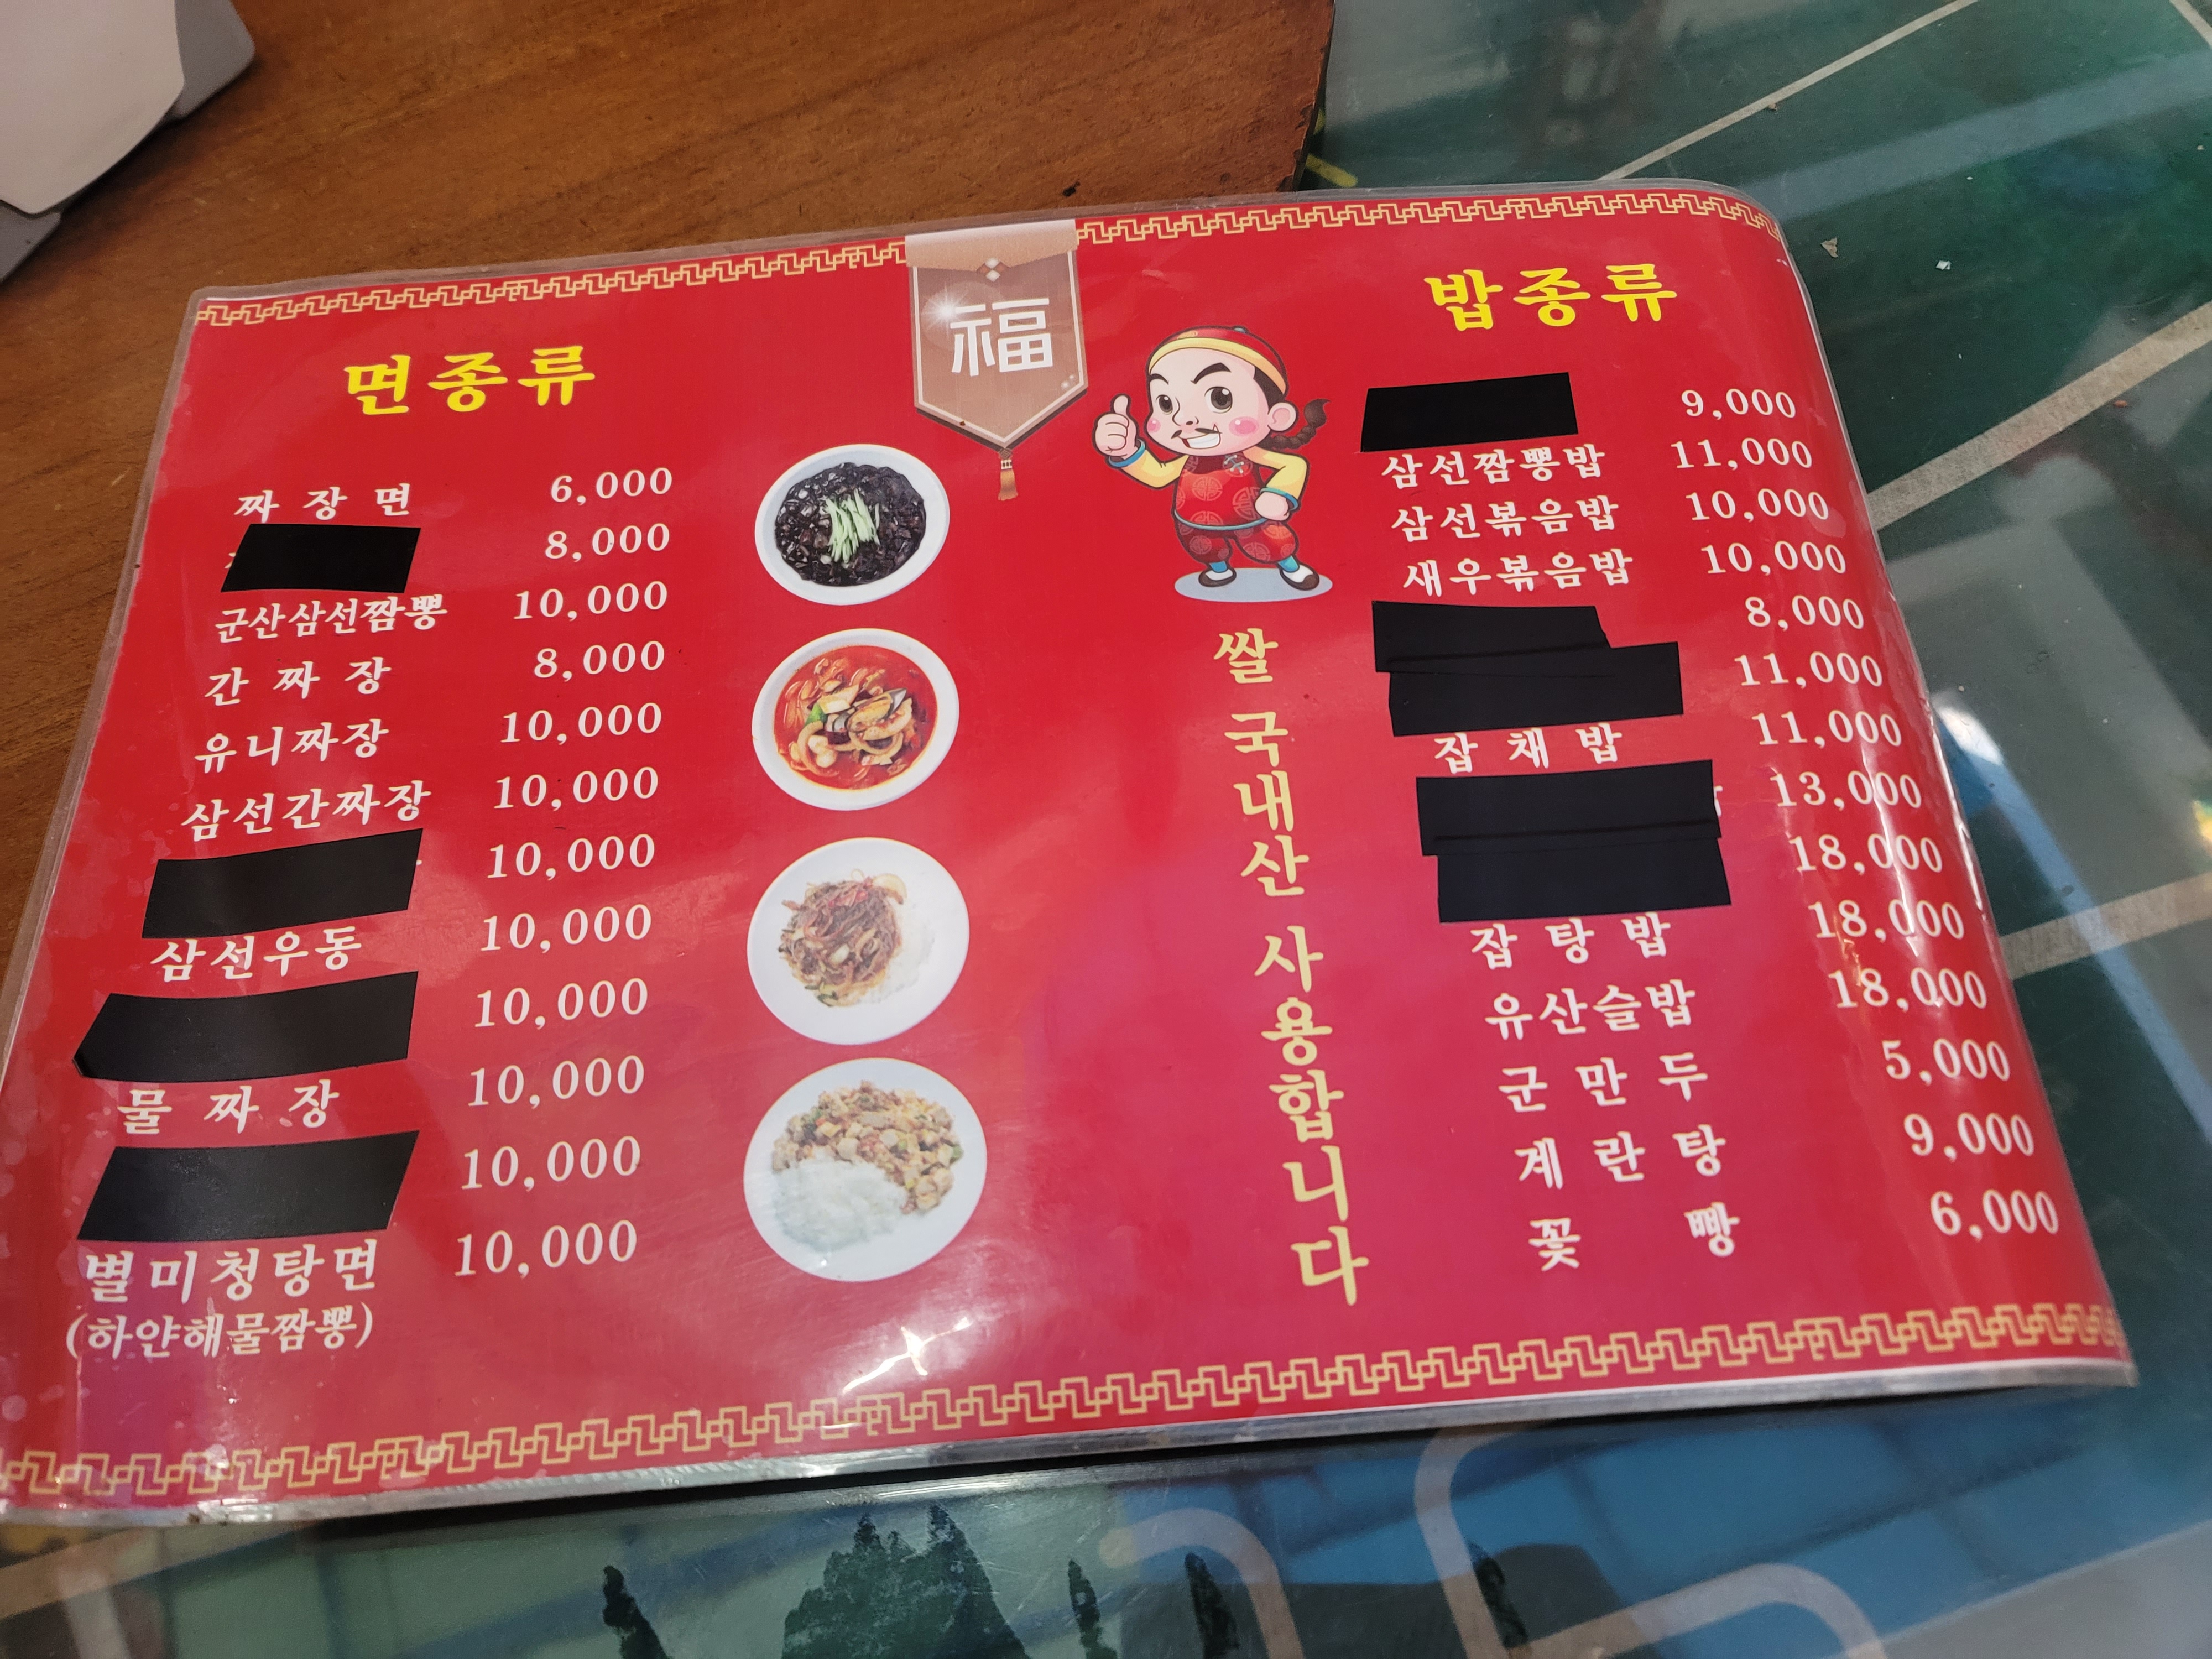 福
면종류
짜 장 면 6,000
8,000
군산삼선짬뽕 10,000
간 짜 장 8,000
유니짜장 10,000
삼선간짜장 10,000
10,000
삼선우동 10,000
10,000
물 짜 장 10,000
10,000
별미청탕면 10,000
(하얀해물짬뽕)
쌀 국내산 사용합니다
밥종류
9,000
삼선짬뽕밥 11,000
삼선볶음밥 10,000
새우볶음밥 10,000
8,000
11,000
잡 채 밥 11,000
13,000
18,000
잡 탕 밥 18,000
유산슬밥 18,000
군 만 두 5,000
계 란 탕 9,000
꽃 빵 6,000